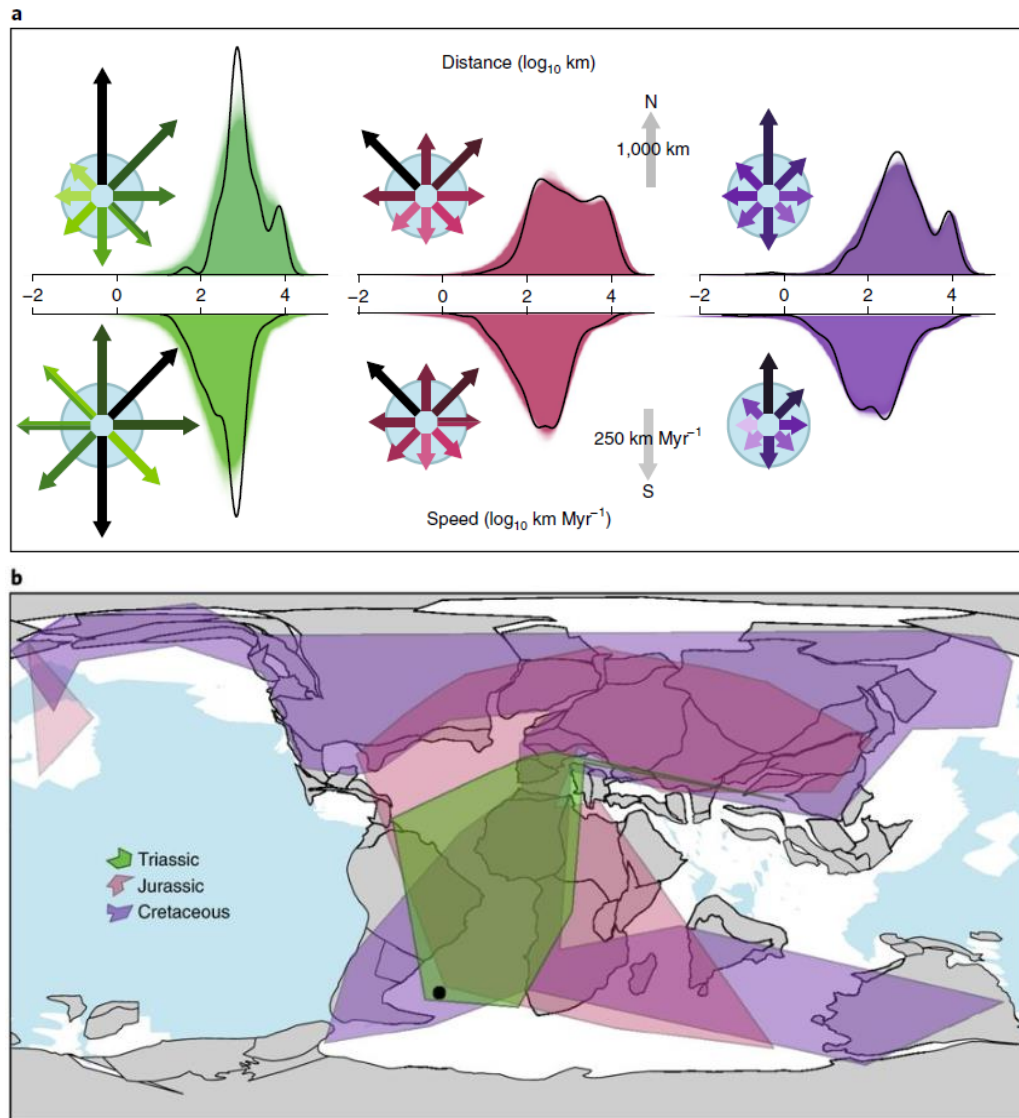 a
Distance (log₁₀ km)
N
1,000 km
−2 0 2 4
−2 0 2 4
−2 0 2 4
250 km Myr⁻¹
S
Speed (log₁₀ km Myr⁻¹)
b
Triassic
Jurassic
Cretaceous